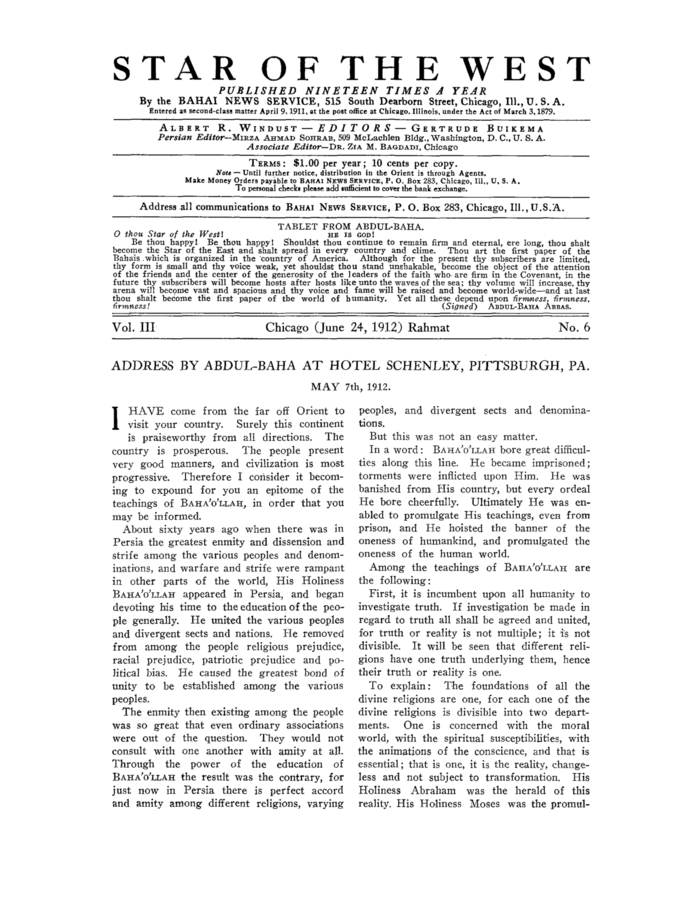 STAR OF THE WEST
PUBLISHED NINETEEN TIMES A YEAR
By the BAHAI NEWS SERVICE, 515 South Dearborn Street, Chicago, Ill., U. S. A.
Entered as second-class matter April 9, 1911, at the post office at Chicago, Illinois, under the Act of March 3, 1879.
ALBERT R. WINDUST — EDITORS — GERTRUDE BUIKEMA
Persian Editor—MIRZA AHMAD SOHRAB, 509 McLachlen Bldg., Washington, D. C., U. S. A.
Associate Editor—DR. ZIA M. BAGDADI, Chicago
TERMS: $1.00 per year; 10 cents per copy.
Note — Until further notice, distribution in the Orient is through Agents.
Make Money Orders payable to BAHAI NEWS SERVICE, P. O. Box 283, Chicago, Ill., U. S. A.
To personal checks please add sufficient to cover the bank exchange.
Address all communications to BAHAI NEWS SERVICE, P. O. Box 283, Chicago, Ill., U.S.A.
TABLET FROM ABDUL-BAHA.
O thou Star of the West! HE IS GOD!
Be thou happy! Be thou happy! Shouldst thou continue to remain firm and eternal, ere long, thou shalt
become the Star of the East and shalt spread in every country and clime. Thou art the first paper of the
Bahais which is organized in the country of America. Although for the present thy subscribers are limited,
thy form is small and thy voice weak, yet shouldst thou stand unshakable, become the object of the attention
of the friends and the center of the generosity of the leaders of the faith who are firm in the Covenant, in the
future thy subscribers will become hosts after hosts like unto the waves of the sea; thy volume will increase, thy
arena will become vast and spacious and thy voice and fame will be raised and become world-wide—and at last
thou shalt become the first paper of the world of humanity. Yet all these depend upon firmness, firmness,
firmness! (Signed) ABDUL-BAHA ABBAS.
Vol. III Chicago (June 24, 1912) Rahmat No. 6
ADDRESS BY ABDUL-BAHA AT HOTEL SCHENLEY, PITTSBURGH, PA.
MAY 7th, 1912.
I HAVE come from the far off Orient to
visit your country. Surely this continent
is praiseworthy from all directions. The
country is prosperous. The people present
very good manners, and civilization is most
progressive. Therefore I consider it becom-
ing to expound for you an epitome of the
teachings of BAHA'O'LLAH, in order that you
may be informed.
About sixty years ago when there was in
Persia the greatest enmity and dissension and
strife among the various peoples and denom-
inations, and warfare and strife were rampant
in other parts of the world, His Holiness
BAHA'O'LLAH appeared in Persia, and began
devoting his time to the education of the peo-
ple generally. He united the various peoples
and divergent sects and nations. He removed
from among the people religious prejudice,
racial prejudice, patriotic prejudice and po-
litical bias. He caused the greatest bond of
unity to be established among the various
peoples.
The enmity then existing among the people
was so great that even ordinary associations
were out of the question. They would not
consult with one another with amity at all.
Through the power of the education of
BAHA'O'LLAH the result was the contrary, for
just now in Persia there is perfect accord
and amity among different religions, varying
peoples, and divergent sects and denomina-
tions.
But this was not an easy matter.
In a word: BAHA'O'LLAH bore great difficul-
ties along this line. He became imprisoned;
torments were inflicted upon Him. He was
banished from His country, but every ordeal
He bore cheerfully. Ultimately He was en-
abled to promulgate His teachings, even from
prison, and He hoisted the banner of the
oneness of humankind, and promulgated the
oneness of the human world.
Among the teachings of BAHA'O'LLAH are
the following:
First, it is incumbent upon all humanity to
investigate truth. If investigation be made in
regard to truth all shall be agreed and united,
for truth or reality is not multiple; it is not
divisible. It will be seen that different reli-
gions have one truth underlying them, hence
their truth or reality is one.
To explain: The foundations of all the
divine religions are one, for each one of the
divine religions is divisible into two depart-
ments. One is concerned with the moral
world, with the spiritual susceptibilities, with
the animations of the conscience, and that is
essential; that is one, it is the reality, change-
less and not subject to transformation. His
Holiness Abraham was the herald of this
reality. His Holiness Moses was the promul-